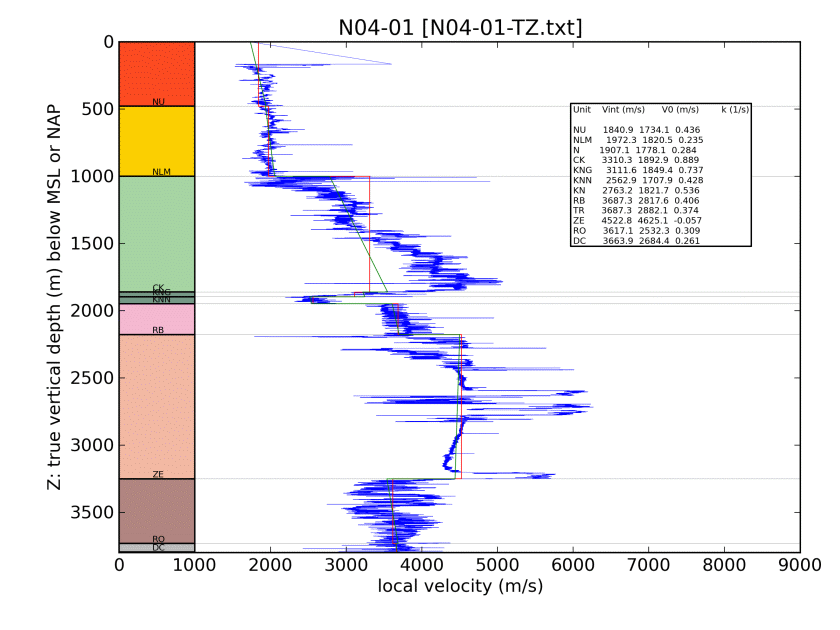 N04-01 [N04-01-TZ.txt]
Z: true vertical depth (m) below MSL or NAP
0
500
1000
1500
2000
2500
3000
3500
NU
NLM
CK
KNG
KNN
RB
ZE
RO
DC
Unit Vint (m/s) V0 (m/s) k (1/s)
NU 1840.9 1734.1 0.436
NLM 1972.3 1820.5 0.235
N 1907.1 1778.1 0.284
CK 3310.3 1892.9 0.889
KNG 3111.6 1849.4 0.737
KNN 2562.9 1707.9 0.428
KN 2763.2 1821.7 0.536
RB 3687.3 2817.6 0.406
TR 3687.3 2882.1 0.374
ZE 4522.8 4625.1 -0.057
RO 3617.1 2532.3 0.309
DC 3663.9 2684.4 0.261
0 1000 2000 3000 4000 5000 6000 7000 8000 9000
local velocity (m/s)